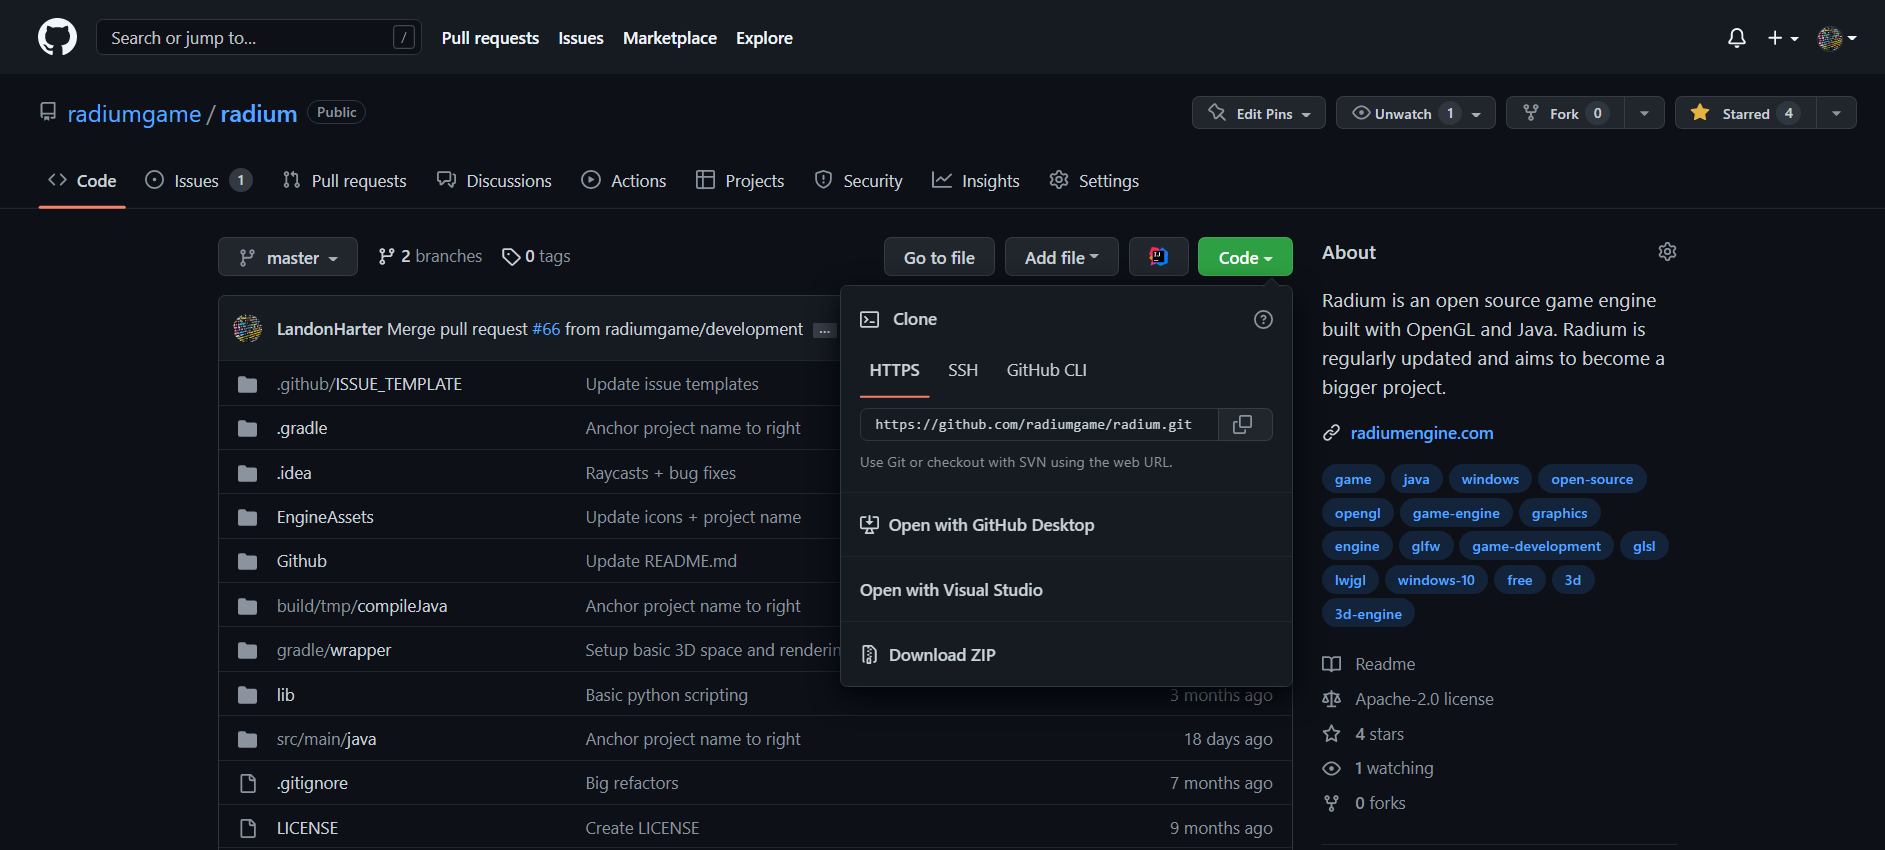 Search or jump to... /
Pull requests Issues Marketplace Explore
radiumgame / radium Public
Edit Pins Unwatch 1 Fork 0 Starred 4
Code Issues 1 Pull requests Discussions Actions Projects Security Insights Settings
master 2 branches 0 tags
Go to file Add file Code
LandonHarter Merge pull request #66 from radiumgame/development ...
.github/ISSUE_TEMPLATE Update issue templates
.gradle Anchor project name to right
.idea Raycasts + bug fixes
EngineAssets Update icons + project name
Github Update README.md
build/tmp/compileJava Anchor project name to right
gradle/wrapper Setup basic 3D space and renderin
lib Basic python scripting 3 months ago
src/main/java Anchor project name to right 18 days ago
.gitignore Big refactors 7 months ago
LICENSE Create LICENSE 9 months ago
Clone
HTTPS SSH GitHub CLI
https://github.com/radiumgame/radium.git
Use Git or checkout with SVN using the web URL.
Open with GitHub Desktop
Open with Visual Studio
Download ZIP
About
Radium is an open source game engine
built with OpenGL and Java. Radium is
regularly updated and aims to become a
bigger project.
radiumengine.com
game java windows open-source
opengl game-engine graphics
engine glfw game-development glsl
lwjgl windows-10 free 3d
3d-engine
Readme
Apache-2.0 license
4 stars
1 watching
0 forks